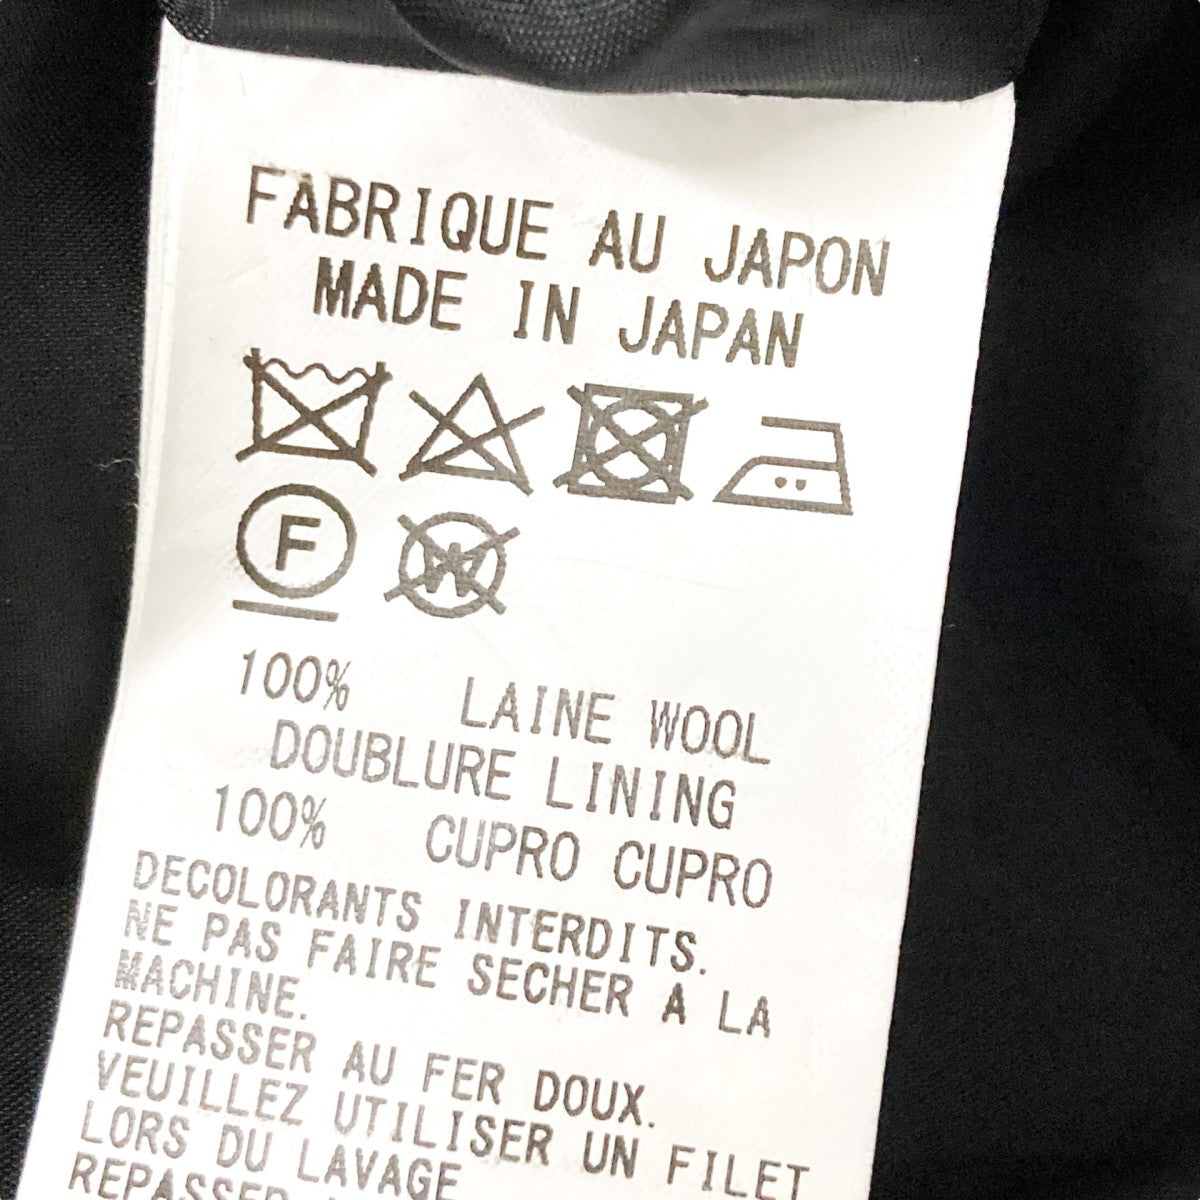 FABRIQUE AU JAPON
MADE IN JAPAN
F W
100% LAINE WOOL
DOUBLURE LINING
100% CUPRO CUPRO
DECOLORANTS INTERDITS.
NE PAS FAIRE SECHER A LA
MACHINE.
REPASSER AU FER DOUX.
VEUILLEZ UTILISER UN FILET
LORS DU LAVAGE
REPASSER